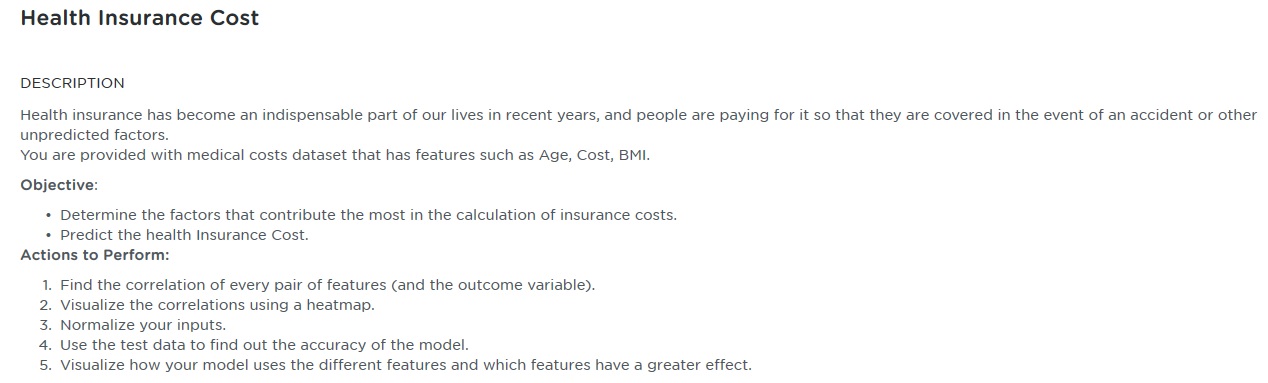 Health Insurance Cost
DESCRIPTION
Health insurance has become an indispensable part of our lives in recent years, and people are paying for it so that they are covered in the event of an accident or other
unpredicted factors.
You are provided with medical costs dataset that has features such as Age, Cost, BMI.
Objective:
• Determine the factors that contribute the most in the calculation of insurance costs.
• Predict the health Insurance Cost.
Actions to Perform:
1. Find the correlation of every pair of features (and the outcome variable).
2. Visualize the correlations using a heatmap.
3. Normalize your inputs.
4. Use the test data to find out the accuracy of the model.
5. Visualize how your model uses the different features and which features have a greater effect.